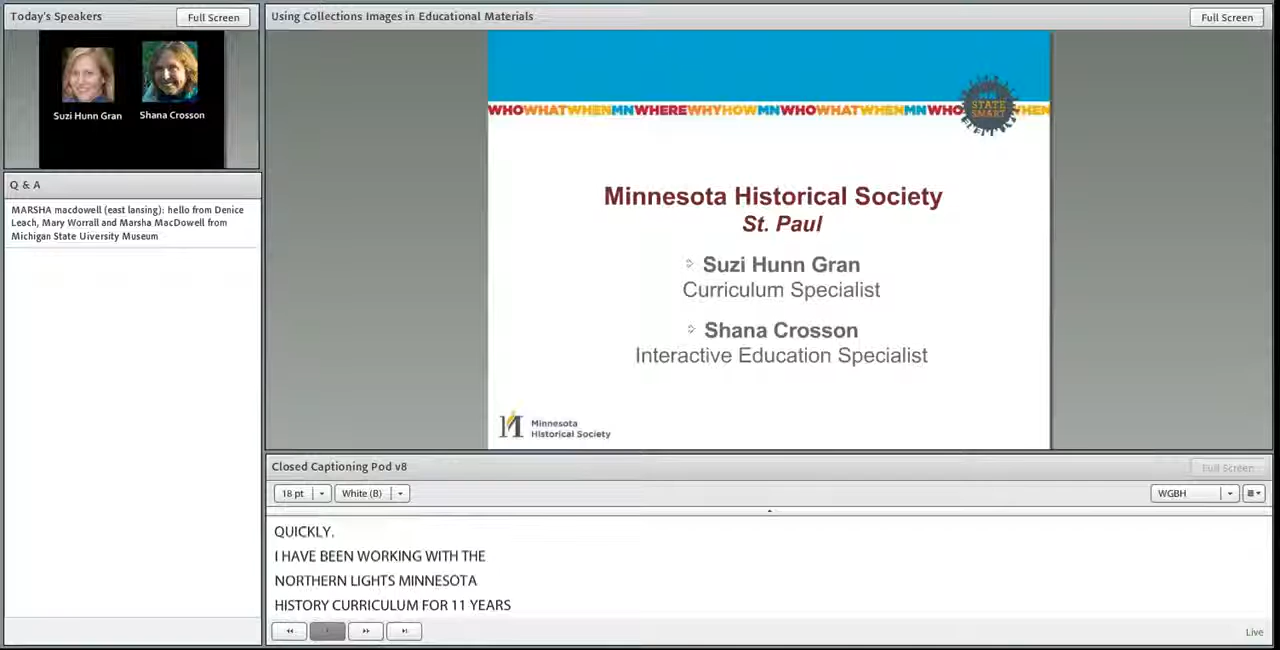 Today's Speakers
Full Screen
Suzi Hunn Gran
Shana Crosson
Q & A
MARSHA macdowell (east lansing): hello from Denice
Leach, Mary Worrall and Marsha MacDowell from
Michigan State Uiversity Museum
Using Collections Images in Educational Materials
Full Screen
WHOWHATWHENMNWHEREWHYHOWMNWHOWHATWHENMNWHO
HEN
STATE
SMART
Minnesota Historical Society
St. Paul
Suzi Hunn Gran
Curriculum Specialist
Shana Crosson
Interactive Education Specialist
Minnesota
Historical Society
Closed Captioning Pod v8
Full Screen
18 pt
White (B)
WGBH
QUICKLY.
I HAVE BEEN WORKING WITH THE
NORTHERN LIGHTS MINNESOTA
HISTORY CURRICULUM FOR 11 YEARS
Live